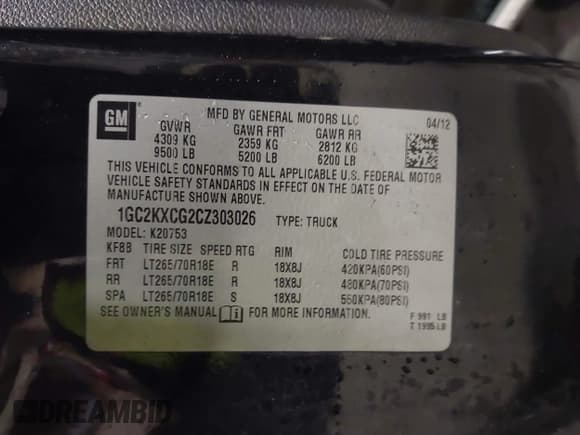 GM
MFD BY GENERAL MOTORS LLC
04/12
GVWR GAWR FRT GAWR RR
4309 KG 2359 KG 2812 KG
9500 LB 5200 LB 6200 LB
THIS VEHICLE CONFORMS TO ALL APPLICABLE U.S. FEDERAL MOTOR
VEHICLE SAFETY STANDARDS IN EFFECT ON THE DATE OF
MANUFACTURE SHOWN ABOVE.
1GC2KXCG2CZ303026 TYPE: TRUCK
MODEL: K20753
KF8B TIRE SIZE SPEED RTG RIM COLD TIRE PRESSURE
FRT LT265/70R18E R 18X8J 420KPA(60PSI)
RR LT265/70R18E R 18X8J 480KPA(70PSI)
SPA LT265/70R18E S 18X8J 550KPA(80PSI)
SEE OWNER'S MANUAL FOR MORE INFORMATION.
F 991 LB
T 1995 LB
DREAMBID